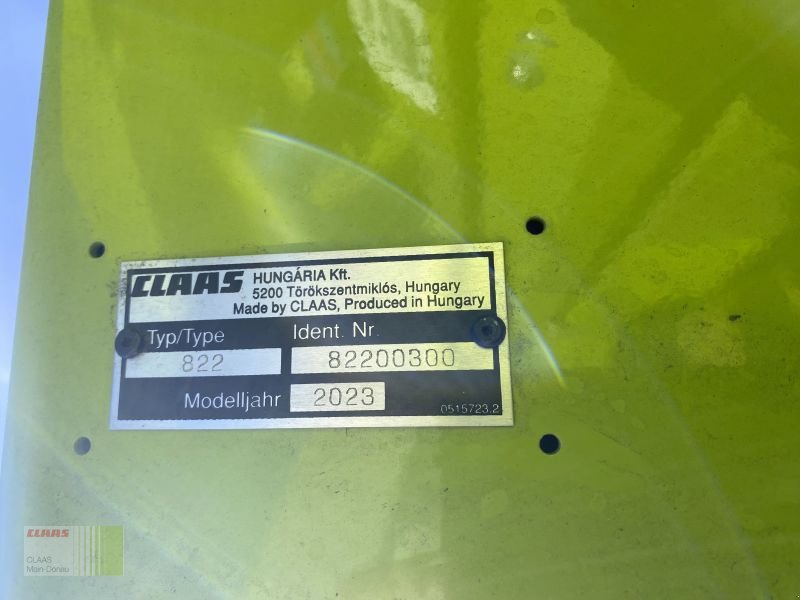 CLAAS
HUNGÁRIA Kft.
5200 Törökszentmiklós, Hungary
Made by CLAAS, Produced in Hungary
Typ/Type
Ident. Nr.
822
82200300
Modelljahr
2023
0515723.2
CLAAS
CLAAS
Main-Donau